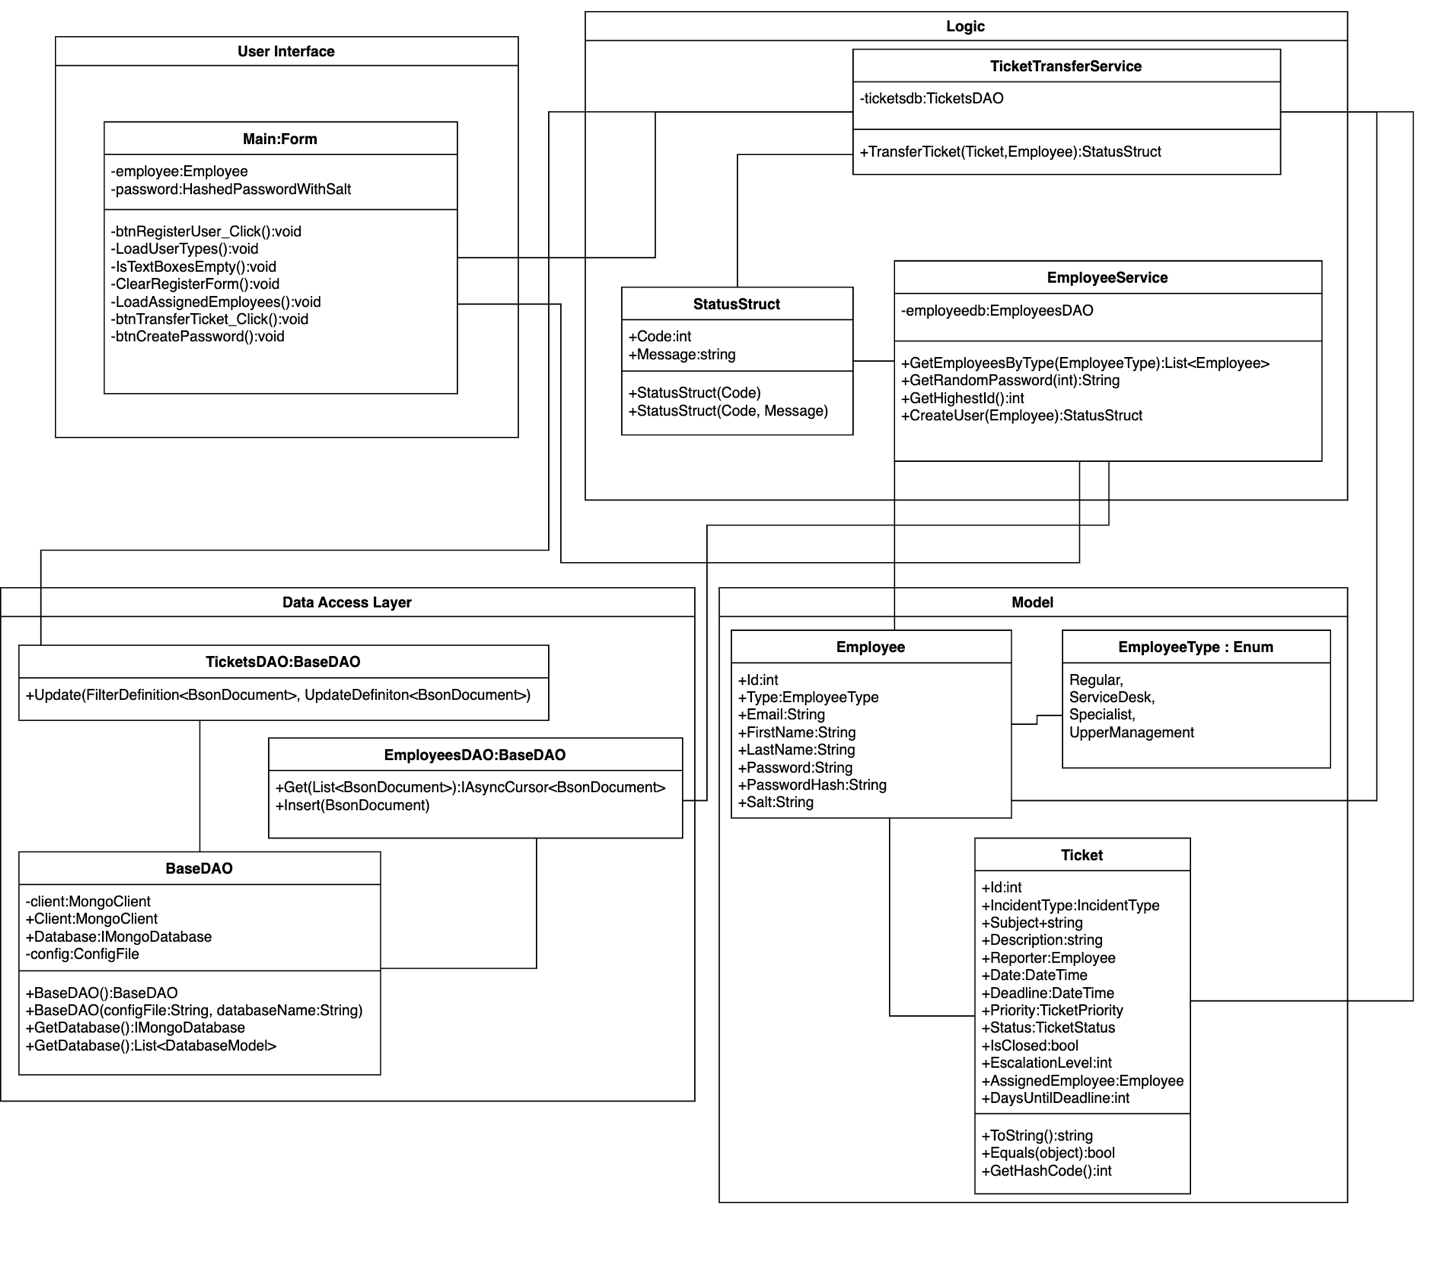 User Interface
Main:Form
-employee:Employee
-password:HashedPasswordWithSalt
-btnRegisterUser_Click():void
-LoadUserTypes():void
-IsTextBoxesEmpty():void
-ClearRegisterForm():void
-LoadAssignedEmployees():void
-btnTransferTicket_Click():void
-btnCreatePassword():void
Logic
TicketTransferService
-ticketsdb:TicketsDAO
+TransferTicket(Ticket,Employee):StatusStruct
StatusStruct
+Code:int
+Message:string
+StatusStruct(Code)
+StatusStruct(Code, Message)
EmployeeService
-employeedb:EmployeesDAO
+GetEmployeesByType(EmployeeType):List<Employee>
+GetRandomPassword(int):String
+GetHighestId():int
+CreateUser(Employee):StatusStruct
Data Access Layer
TicketsDAO:BaseDAO
+Update(FilterDefinition<BsonDocument>, UpdateDefiniton<BsonDocument>)
EmployeesDAO:BaseDAO
+Get(List<BsonDocument>):IAsyncCursor<BsonDocument>
+Insert(BsonDocument)
BaseDAO
-client:MongoClient
+Client:MongoClient
+Database:IMongoDatabase
-config:ConfigFile
+BaseDAO():BaseDAO
+BaseDAO(configFile:String, databaseName:String)
+GetDatabase():IMongoDatabase
+GetDatabase():List<DatabaseModel>
Model
Employee
+Id:int
+Type:EmployeeType
+Email:String
+FirstName:String
+LastName:String
+Password:String
+PasswordHash:String
+Salt:String
EmployeeType : Enum
Regular,
ServiceDesk,
Specialist,
UpperManagement
Ticket
+Id:int
+IncidentType:IncidentType
+Subject+string
+Description:string
+Reporter:Employee
+Date:DateTime
+Deadline:DateTime
+Priority:TicketPriority
+Status:TicketStatus
+IsClosed:bool
+EscalationLevel:int
+AssignedEmployee:Employee
+DaysUntilDeadline:int
+ToString():string
+Equals(object):bool
+GetHashCode():int